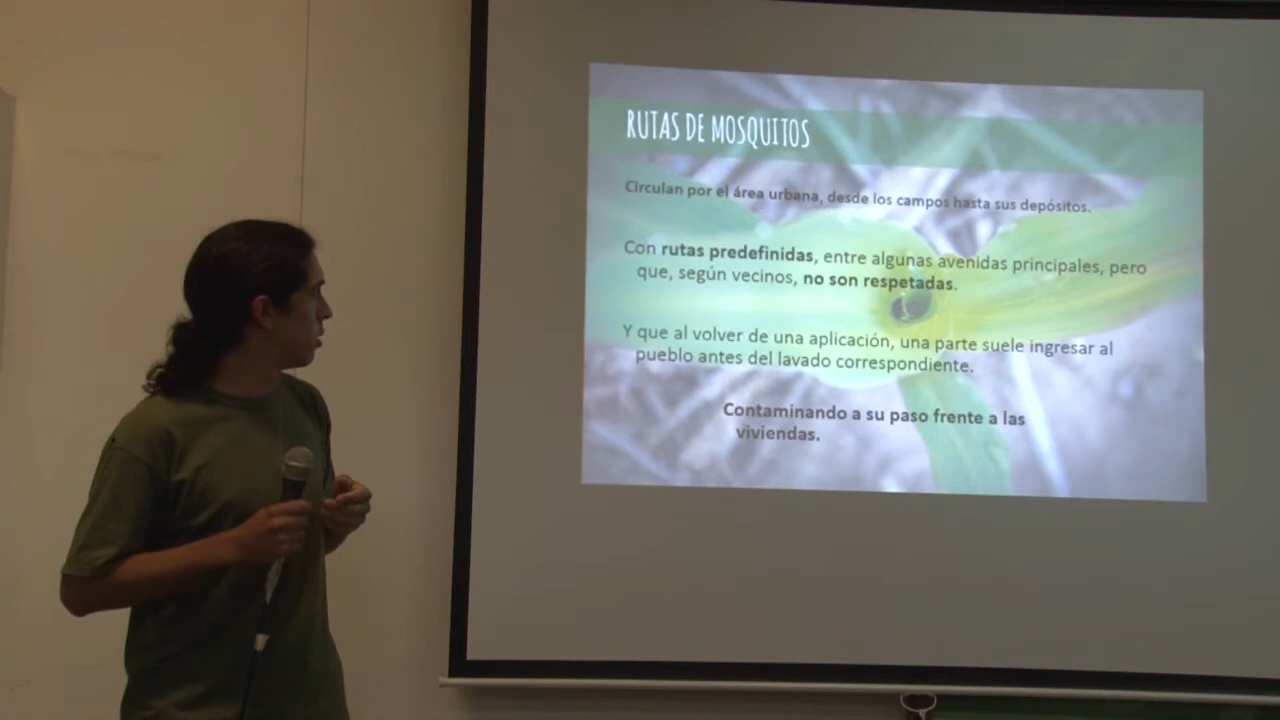 RUTAS DE MOSQUITOS
Circulan por el área urbana, desde los campos hasta sus depósitos.
Con rutas predefinidas, entre algunas avenidas principales, pero
que, según vecinos, no son respetadas.
Y que al volver de una aplicación, una parte suele ingresar al
pueblo antes del lavado correspondiente.
Contaminando a su paso frente a las
viviendas.